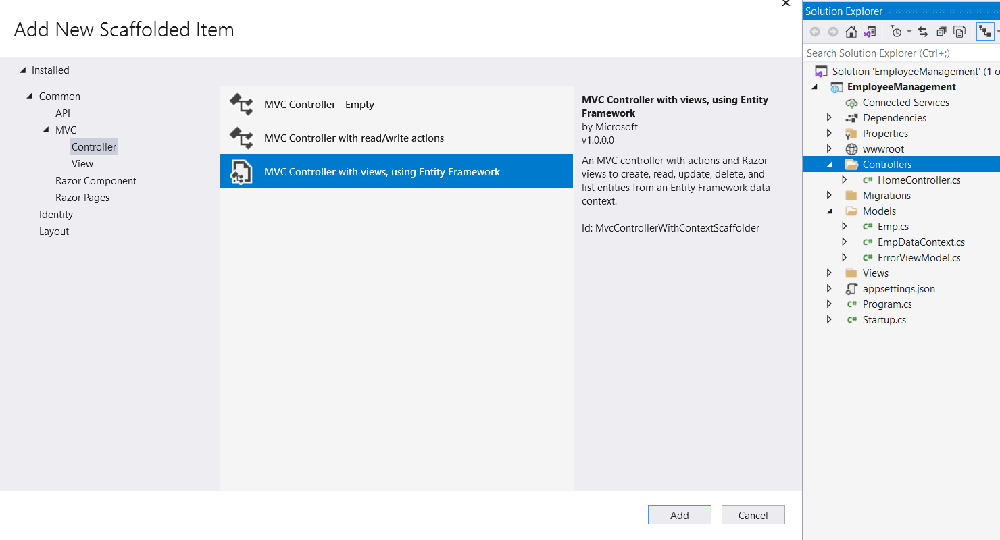 Add New Scaffolded Item
Installed
Common
API
MVC
Controller
View
Razor Component
Razor Pages
Identity
Layout
MVC Controller - Empty
MVC Controller with read/write actions
MVC Controller with views, using Entity Framework
MVC Controller with views, using Entity
Framework
by Microsoft
v1.0.0.0
An MVC controller with actions and Razor
views to create, read, update, delete, and
list entities from an Entity Framework data
context.
Id: MvcControllerWithContextScaffolder
Add
Cancel
Solution Explorer
Search Solution Explorer (Ctrl+;)
Solution 'EmployeeManagement' (1 o
EmployeeManagement
Connected Services
Dependencies
Properties
wwwroot
Controllers
C# HomeController.cs
Migrations
Models
C# Emp.cs
C# EmpDataContext.cs
C# ErrorViewModel.cs
Views
appsettings.json
C# Program.cs
C# Startup.cs